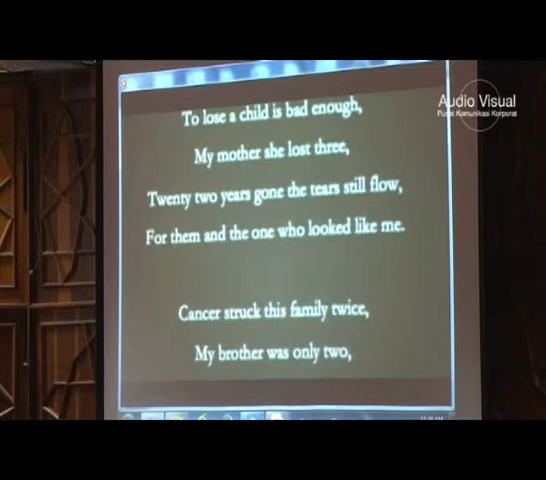 To lose a child is bad enough,
My mother she lost three,
Twenty two years gone the tears still flow,
For them and the one who looked like me.
Cancer struck this family twice,
My brother was only two,
Audio Visual
Pusat Komunikasi Korporat